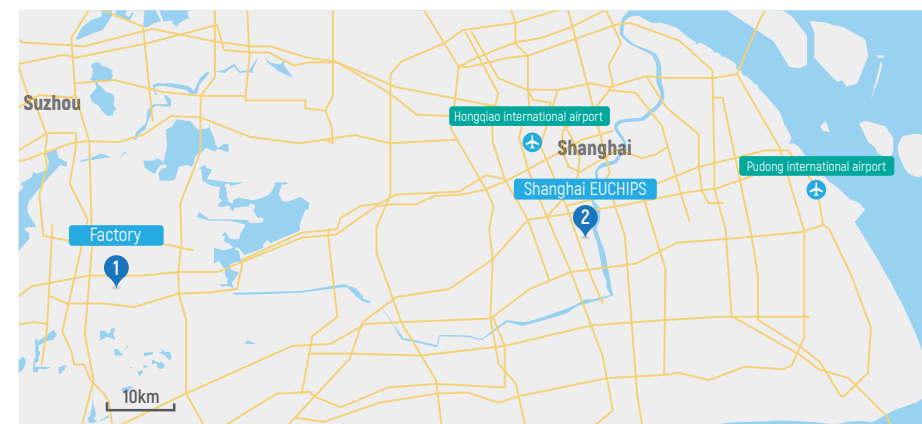 Suzhou
Hongqiao international airport
Shanghai
Pudong international airport
Shanghai EUCHIPS
2
Factory
1
10km